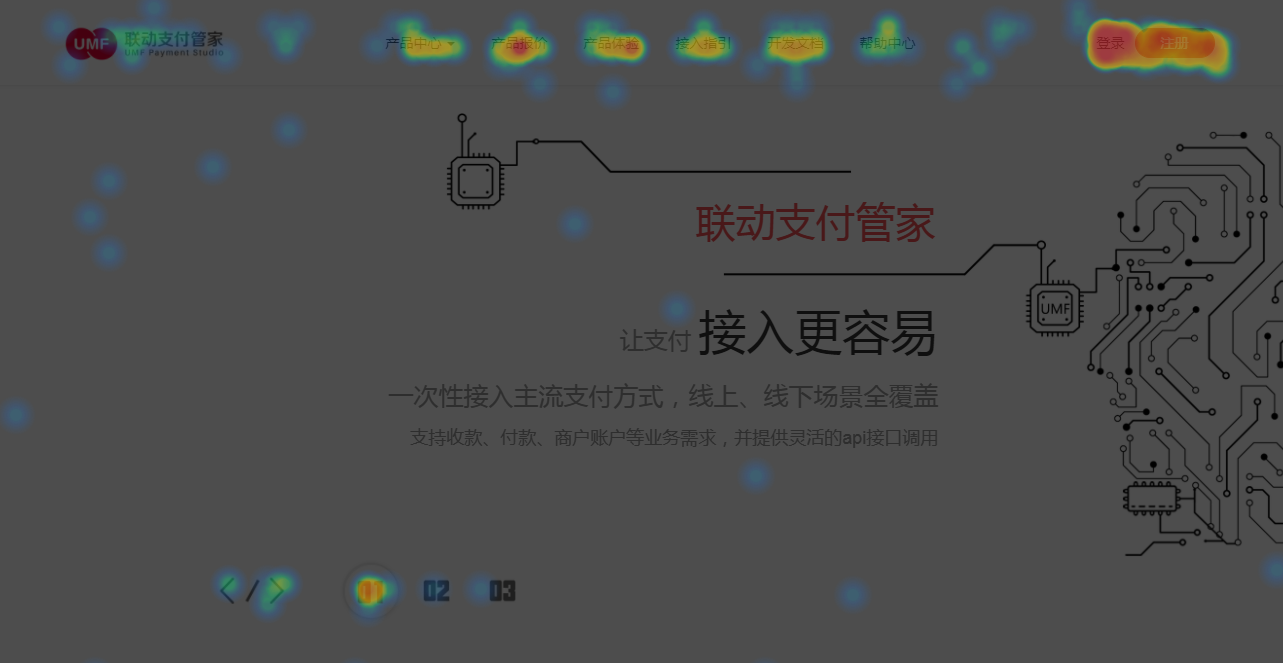 UMF 联动支付管家
UMF Payment Studio
产品中心 产品报价 产品体验 接入指引 开发文档 帮助中心 登录 注册
联动支付管家
UMF
让支付 接入更容易
一次性接入主流支付方式，线上、线下场景全覆盖
支持收款、付款、商户账户等业务需求，并提供灵活的api接口调用
01 02 03